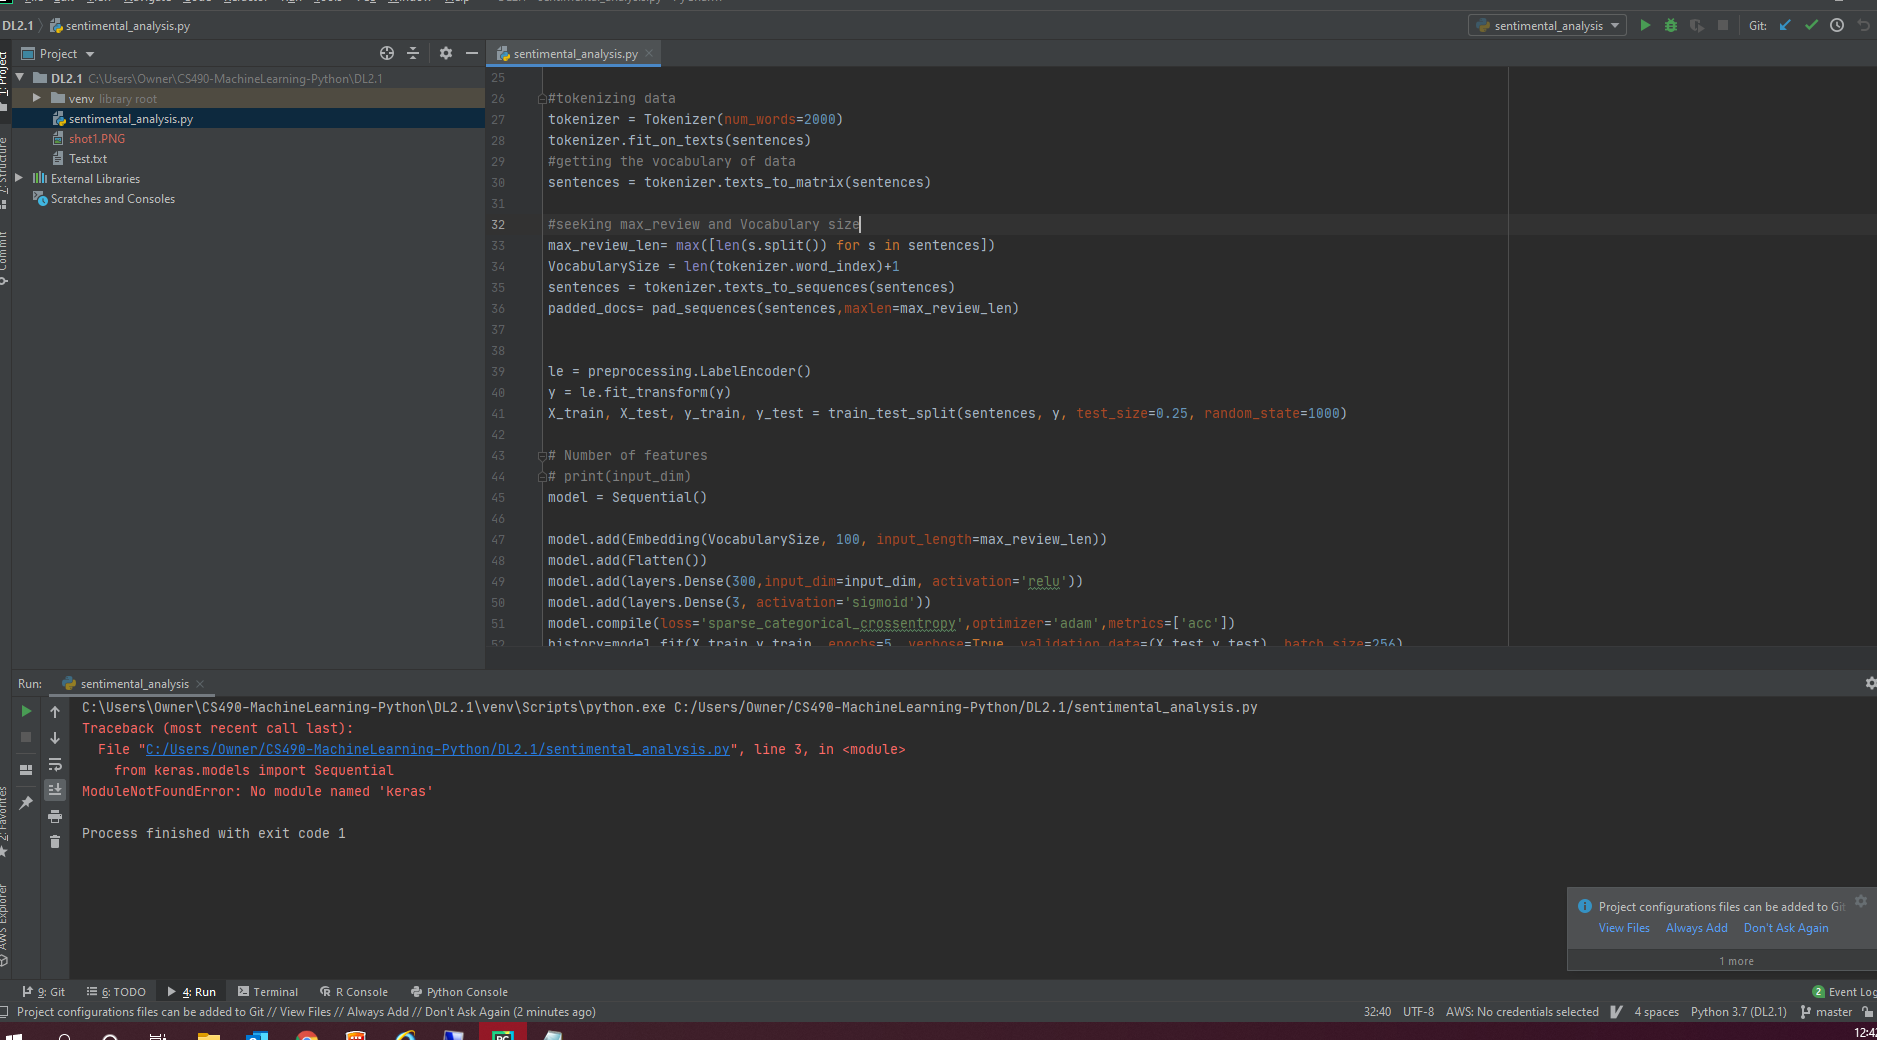 DL2.1
sentimental_analysis.py
sentimental_analysis
Git:
Project
sentimental_analysis.py
DL2.1 C:\Users\Owner\CS490-MachineLearning-Python\DL2.1
venv library root
sentimental_analysis.py
shot1.PNG
Test.txt
External Libraries
Scratches and Consoles
1: Project
7: Structure
Commit
2: Favorites
AWS Explorer
25
26 #tokenizing data
27 tokenizer = Tokenizer(num_words=2000)
28 tokenizer.fit_on_texts(sentences)
29 #getting the vocabulary of data
30 sentences = tokenizer.texts_to_matrix(sentences)
31
32 #seeking max_review and Vocabulary size
33 max_review_len= max([len(s.split()) for s in sentences])
34 VocabularySize = len(tokenizer.word_index)+1
35 sentences = tokenizer.texts_to_sequences(sentences)
36 padded_docs= pad_sequences(sentences,maxlen=max_review_len)
37
38
39 le = preprocessing.LabelEncoder()
40 y = le.fit_transform(y)
41 X_train, X_test, y_train, y_test = train_test_split(sentences, y, test_size=0.25, random_state=1000)
42
43 # Number of features
44 # print(input_dim)
45 model = Sequential()
46
47 model.add(Embedding(VocabularySize, 100, input_length=max_review_len))
48 model.add(Flatten())
49 model.add(layers.Dense(300,input_dim=input_dim, activation='relu'))
50 model.add(layers.Dense(3, activation='sigmoid'))
51 model.compile(loss='sparse_categorical_crossentropy',optimizer='adam',metrics=['acc'])
52 history=model.fit(X_train,y_train, epochs=5, verbose=True, validation_data=(X_test,y_test), batch_size=256)
Run: sentimental_analysis
C:\Users\Owner\CS490-MachineLearning-Python\DL2.1\venv\Scripts\python.exe C:/Users/Owner/CS490-MachineLearning-Python/DL2.1/sentimental_analysis.py
Traceback (most recent call last):
File "C:/Users/Owner/CS490-MachineLearning-Python/DL2.1/sentimental_analysis.py", line 3, in <module>
from keras.models import Sequential
ModuleNotFoundError: No module named 'keras'
Process finished with exit code 1
Project configurations files can be added to Git
View Files Always Add Don't Ask Again
1 more
9: Git
6: TODO
4: Run
Terminal
R Console
Python Console
2 Event Log
Project configurations files can be added to Git // View Files // Always Add // Don't Ask Again (2 minutes ago)
32:40 UTF-8 AWS: No credentials selected 4 spaces Python 3.7 (DL2.1) master
12:42